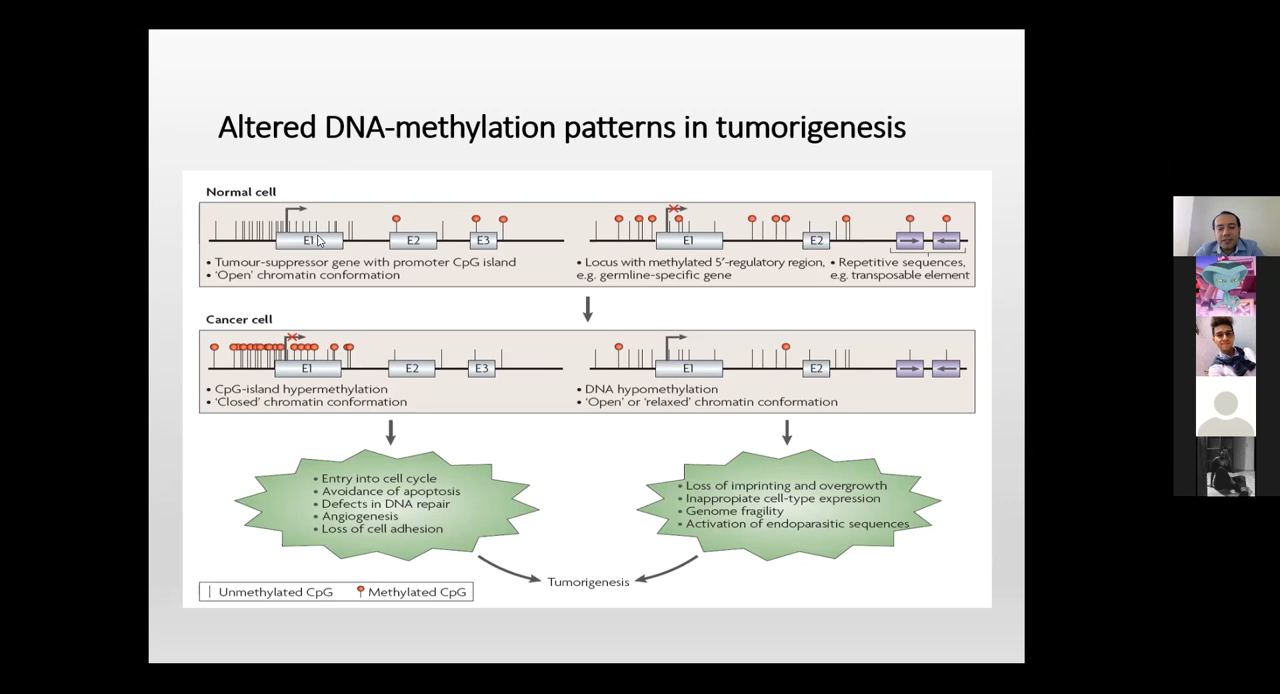 Altered DNA-methylation patterns in tumorigenesis
Normal cell
E1 E2 E3 E1 E2
• Tumour-suppressor gene with promoter CpG island
• 'Open' chromatin conformation
• Locus with methylated 5′-regulatory region,
e.g. germline-specific gene
• Repetitive sequences,
e.g. transposable element
Cancer cell
E1 E2 E3 E1 E2
• CpG-island hypermethylation
• 'Closed' chromatin conformation
• DNA hypomethylation
• 'Open' or 'relaxed' chromatin conformation
• Entry into cell cycle
• Avoidance of apoptosis
• Defects in DNA repair
• Angiogenesis
• Loss of cell adhesion
• Loss of imprinting and overgrowth
• Inappropiate cell-type expression
• Genome fragility
• Activation of endoparasitic sequences
Tumorigenesis
Unmethylated CpG Methylated CpG